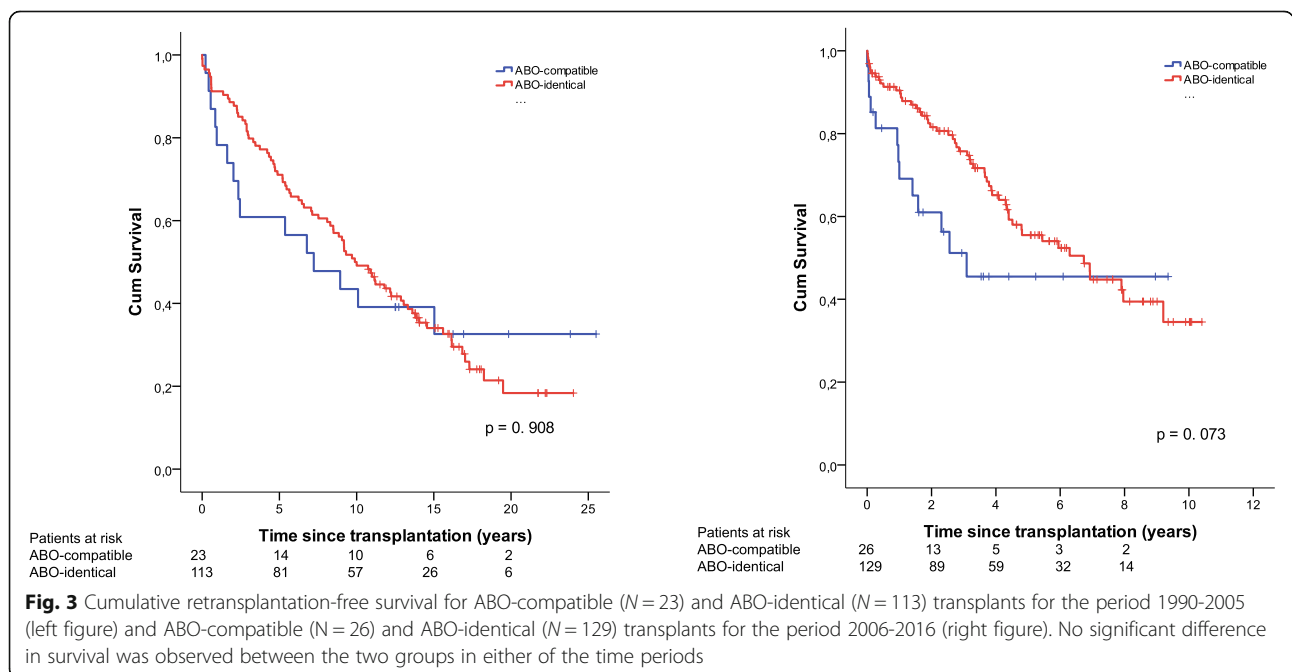 1,0
0,8
0,6
0,4
0,2
0,0
Cum Survival
ABO-compatible
ABO-identical
...
p = 0. 908
0 5 10 15 20 25
Time since transplantation (years)
Patients at risk
ABO-compatible 23 14 10 6 2
ABO-identical 113 81 57 26 6
1,0
0,8
0,6
0,4
0,2
0,0
Cum Survival
ABO-compatible
ABO-identical
...
p = 0. 073
0 2 4 6 8 10 12
Time since transplantation (years)
Patients at risk
ABO-compatible 26 13 5 3 2
ABO-identical 129 89 59 32 14
Fig. 3 Cumulative retransplantation-free survival for ABO-compatible (N = 23) and ABO-identical (N = 113) transplants for the period 1990-2005
(left figure) and ABO-compatible (N = 26) and ABO-identical (N = 129) transplants for the period 2006-2016 (right figure). No significant difference
in survival was observed between the two groups in either of the time periods